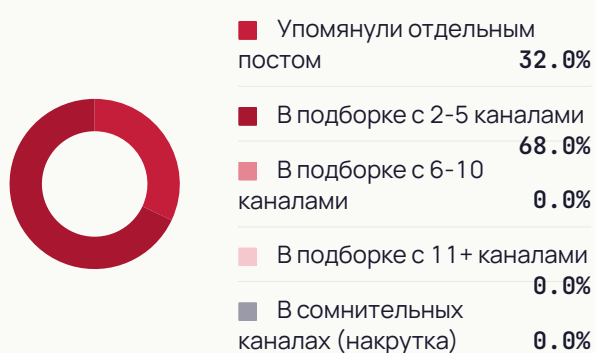 Упомянули отдельным
постом 32.0%
В подборке с 2-5 каналами
68.0%
В подборке с 6-10
каналами 0.0%
В подборке с 11+ каналами
0.0%
В сомнительных
каналах (накрутка) 0.0%